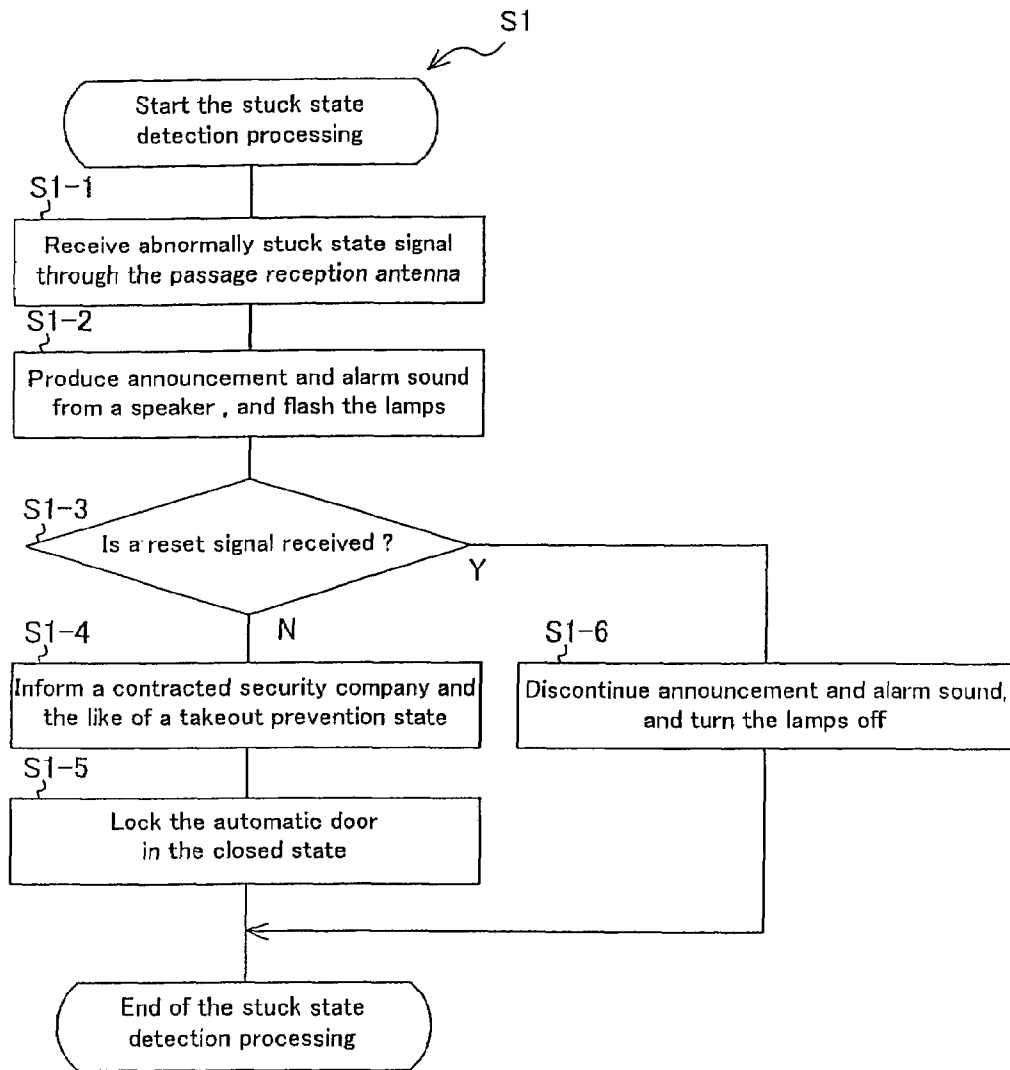 S1
Start the stuck state
detection processing
S1-1
Receive abnormally stuck state signal
through the passage reception antenna
S1-2
Produce announcement and alarm sound
from a speaker , and flash the lamps
S1-3
Is a reset signal received ?
Y
N
S1-4
Inform a contracted security company and
the like of a takeout prevention state
S1-6
Discontinue announcement and alarm sound,
and turn the lamps off
S1-5
Lock the automatic door
in the closed state
End of the stuck state
detection processing